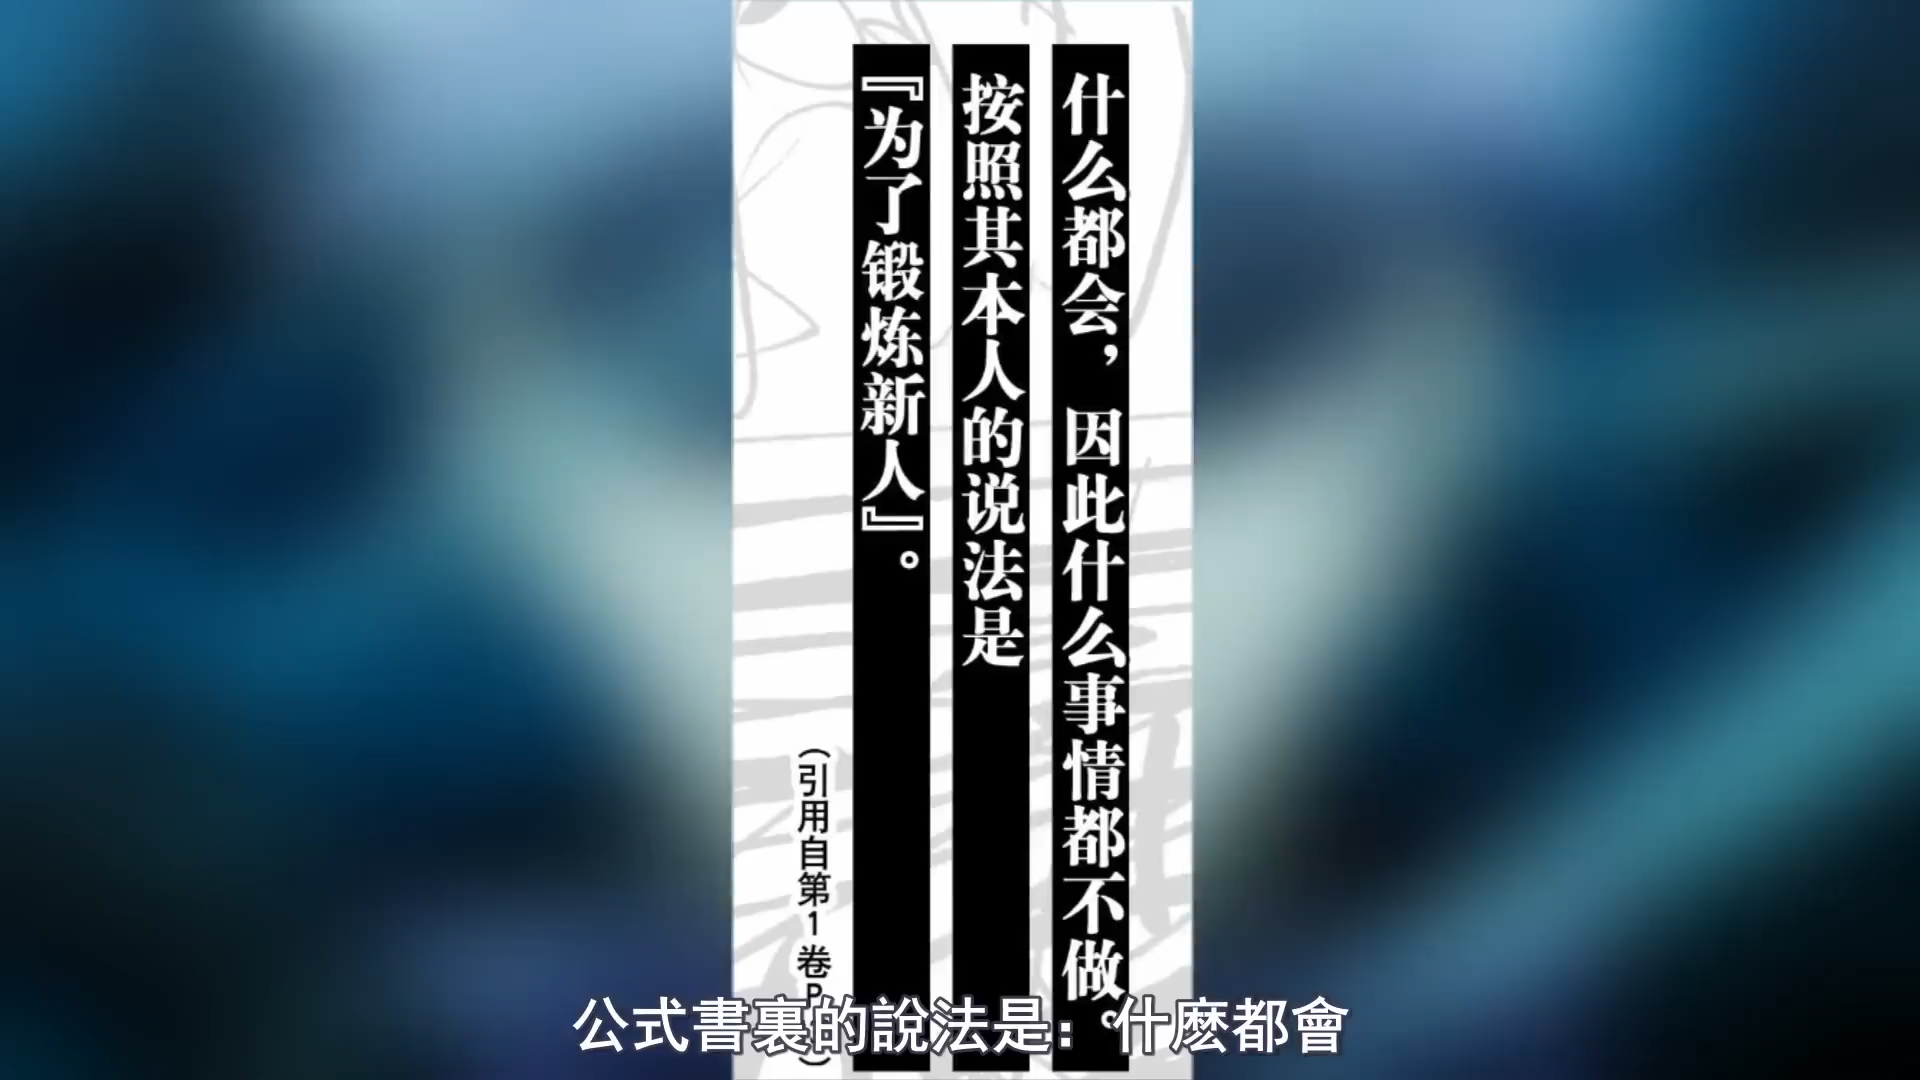 什么都会，因此什么事情都不做。
按照其本人的说法是
『为了锻炼新人』。
（引用自第1卷P
公式書裏的說法是：什麽都會